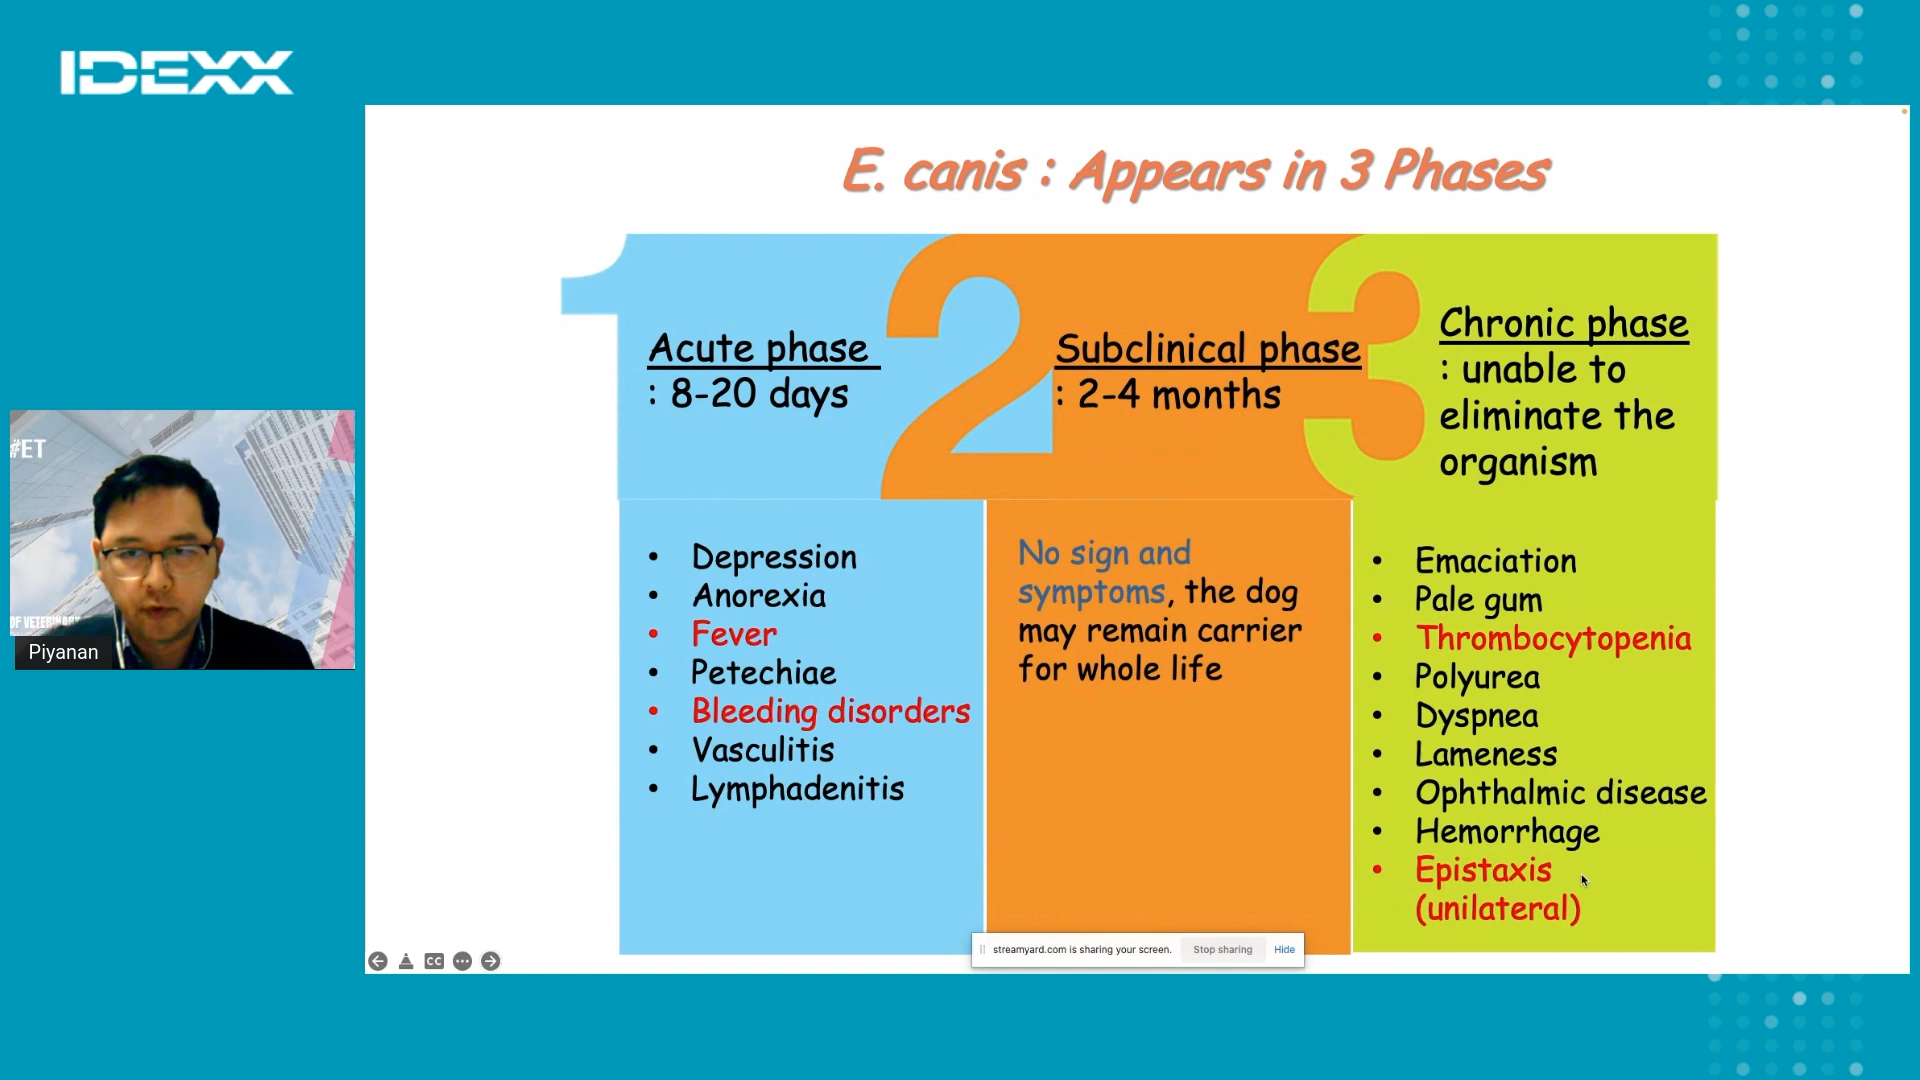 IDEXX
E. canis : Appears in 3 Phases
1
Acute phase
: 8-20 days
2
Subclinical phase
: 2-4 months
3
Chronic phase
: unable to
eliminate the
organism
• Depression
• Anorexia
• Fever
• Petechiae
• Bleeding disorders
• Vasculitis
• Lymphadenitis
No sign and
symptoms, the dog
may remain carrier
for whole life
• Emaciation
• Pale gum
• Thrombocytopenia
• Polyurea
• Dyspnea
• Lameness
• Ophthalmic disease
• Hemorrhage
• Epistaxis
(unilateral)
#ET
Piyanan
streamyard.com is sharing your screen. Stop sharing Hide
CC